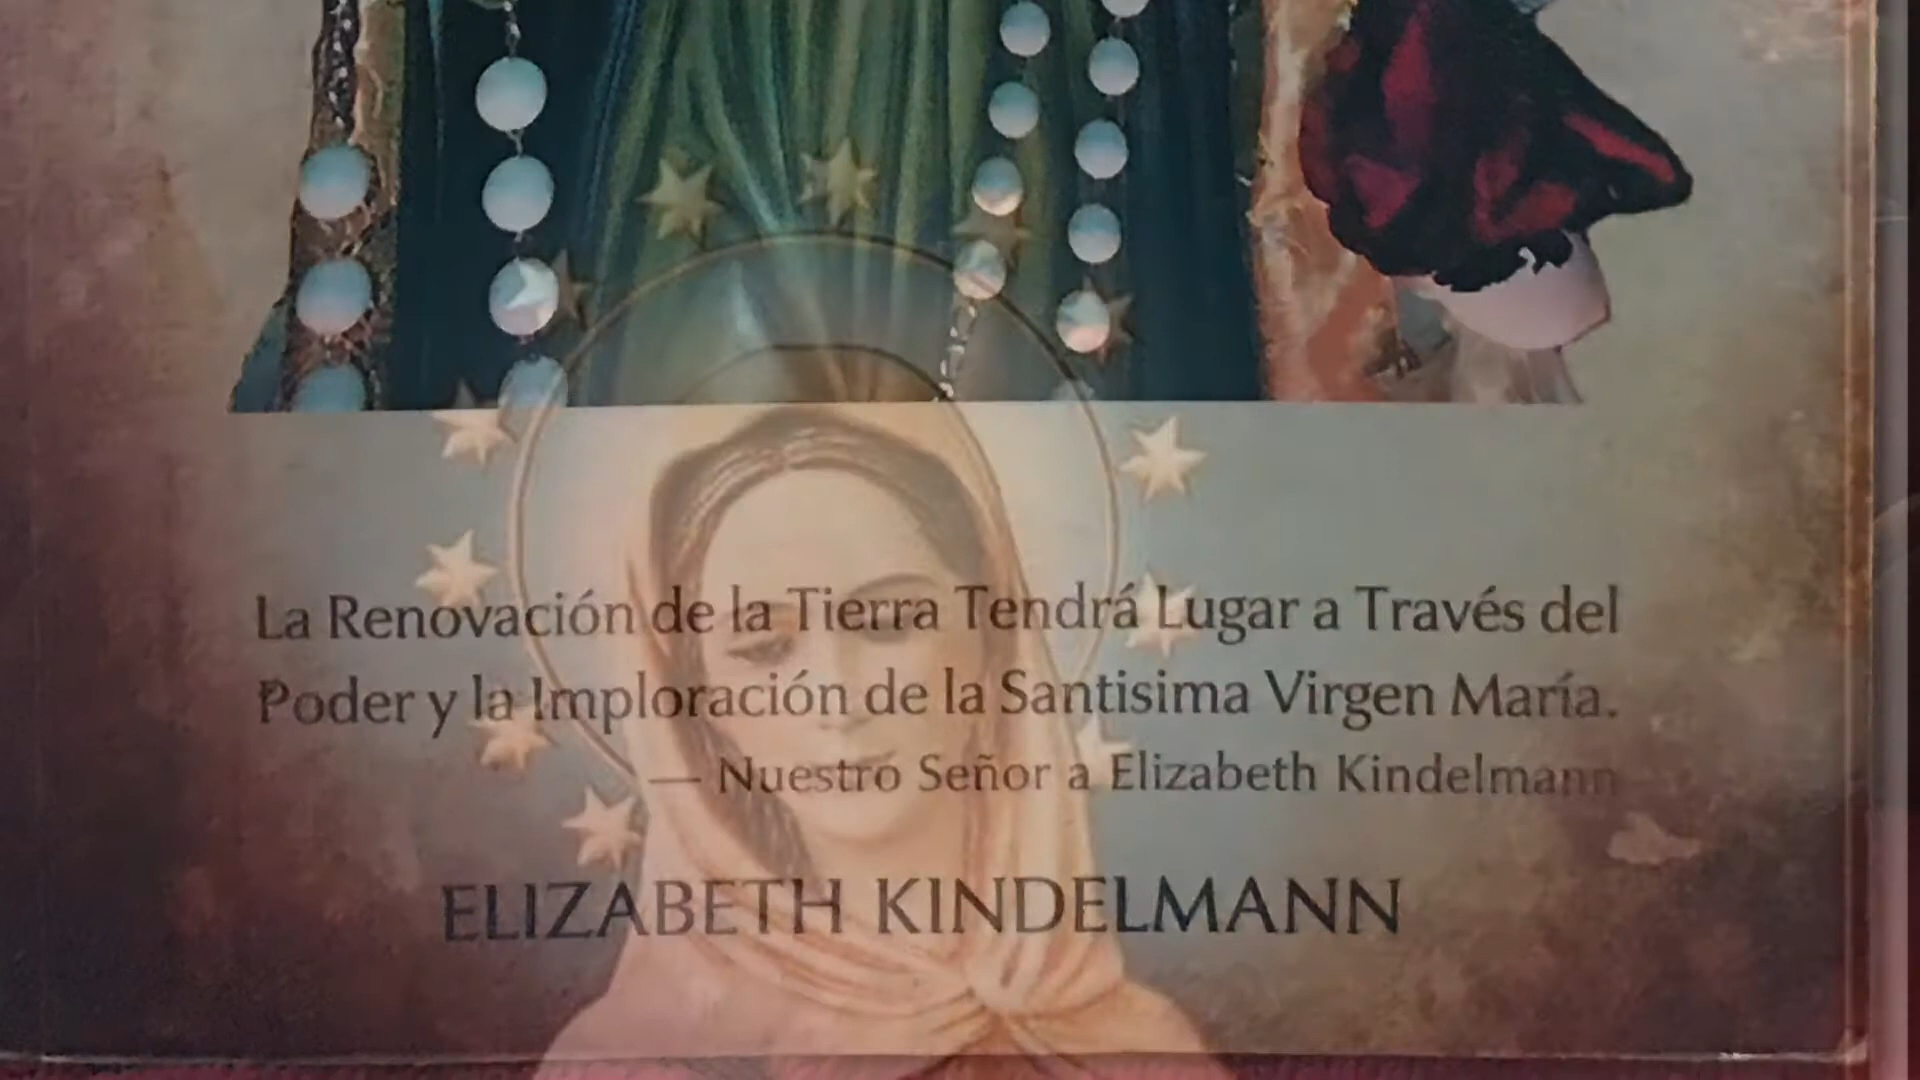 La Renovación de la Tierra Tendrá Lugar a Través del
Poder y la Imploración de la Santisima Virgen María.
— Nuestro Señor a Elizabeth Kindelmann
ELIZABETH KINDELMANN